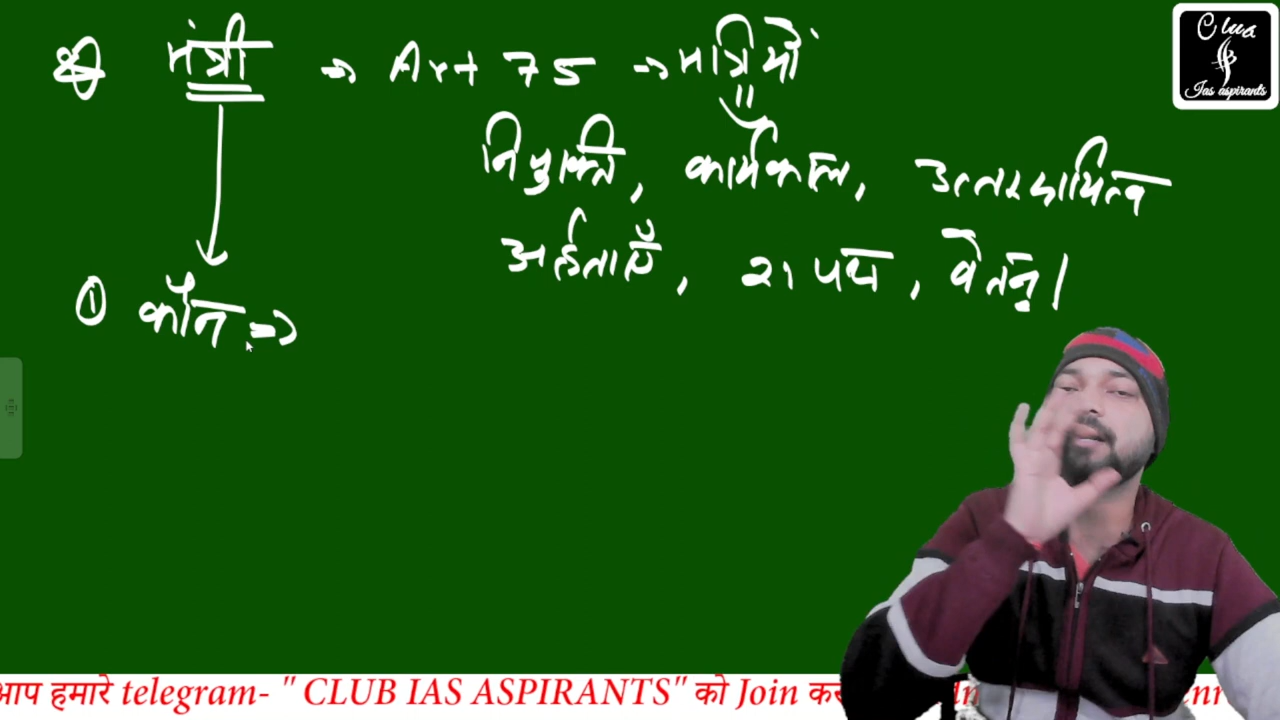 मंत्री → Art 75 → मंत्रियों
नियुक्ति, कार्यकाल, उत्तरदायित्व
अर्हताएँ, शपथ, वेतन।
① कौन ⇒
Clua
Ias aspirants
आप हमारे telegram- " CLUB IAS ASPIRANTS" को Join कर